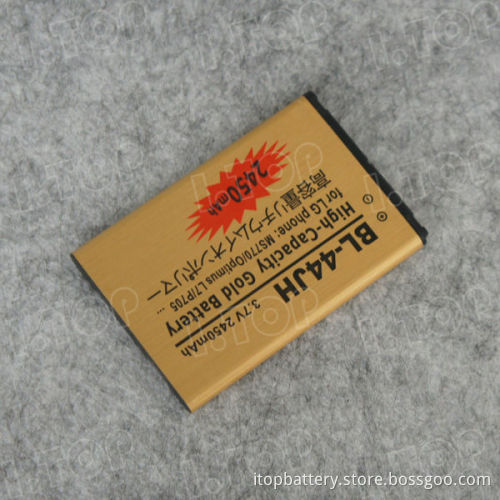 BL-44JH
High-Capacity Gold Battery
for LG phone: MS770/Optimus L7/P705 ...
3.7V 2450mAh
高容量リチウムイオンポリマー
2450mAh
I.TOP
itopbattery.store.bossgoo.com